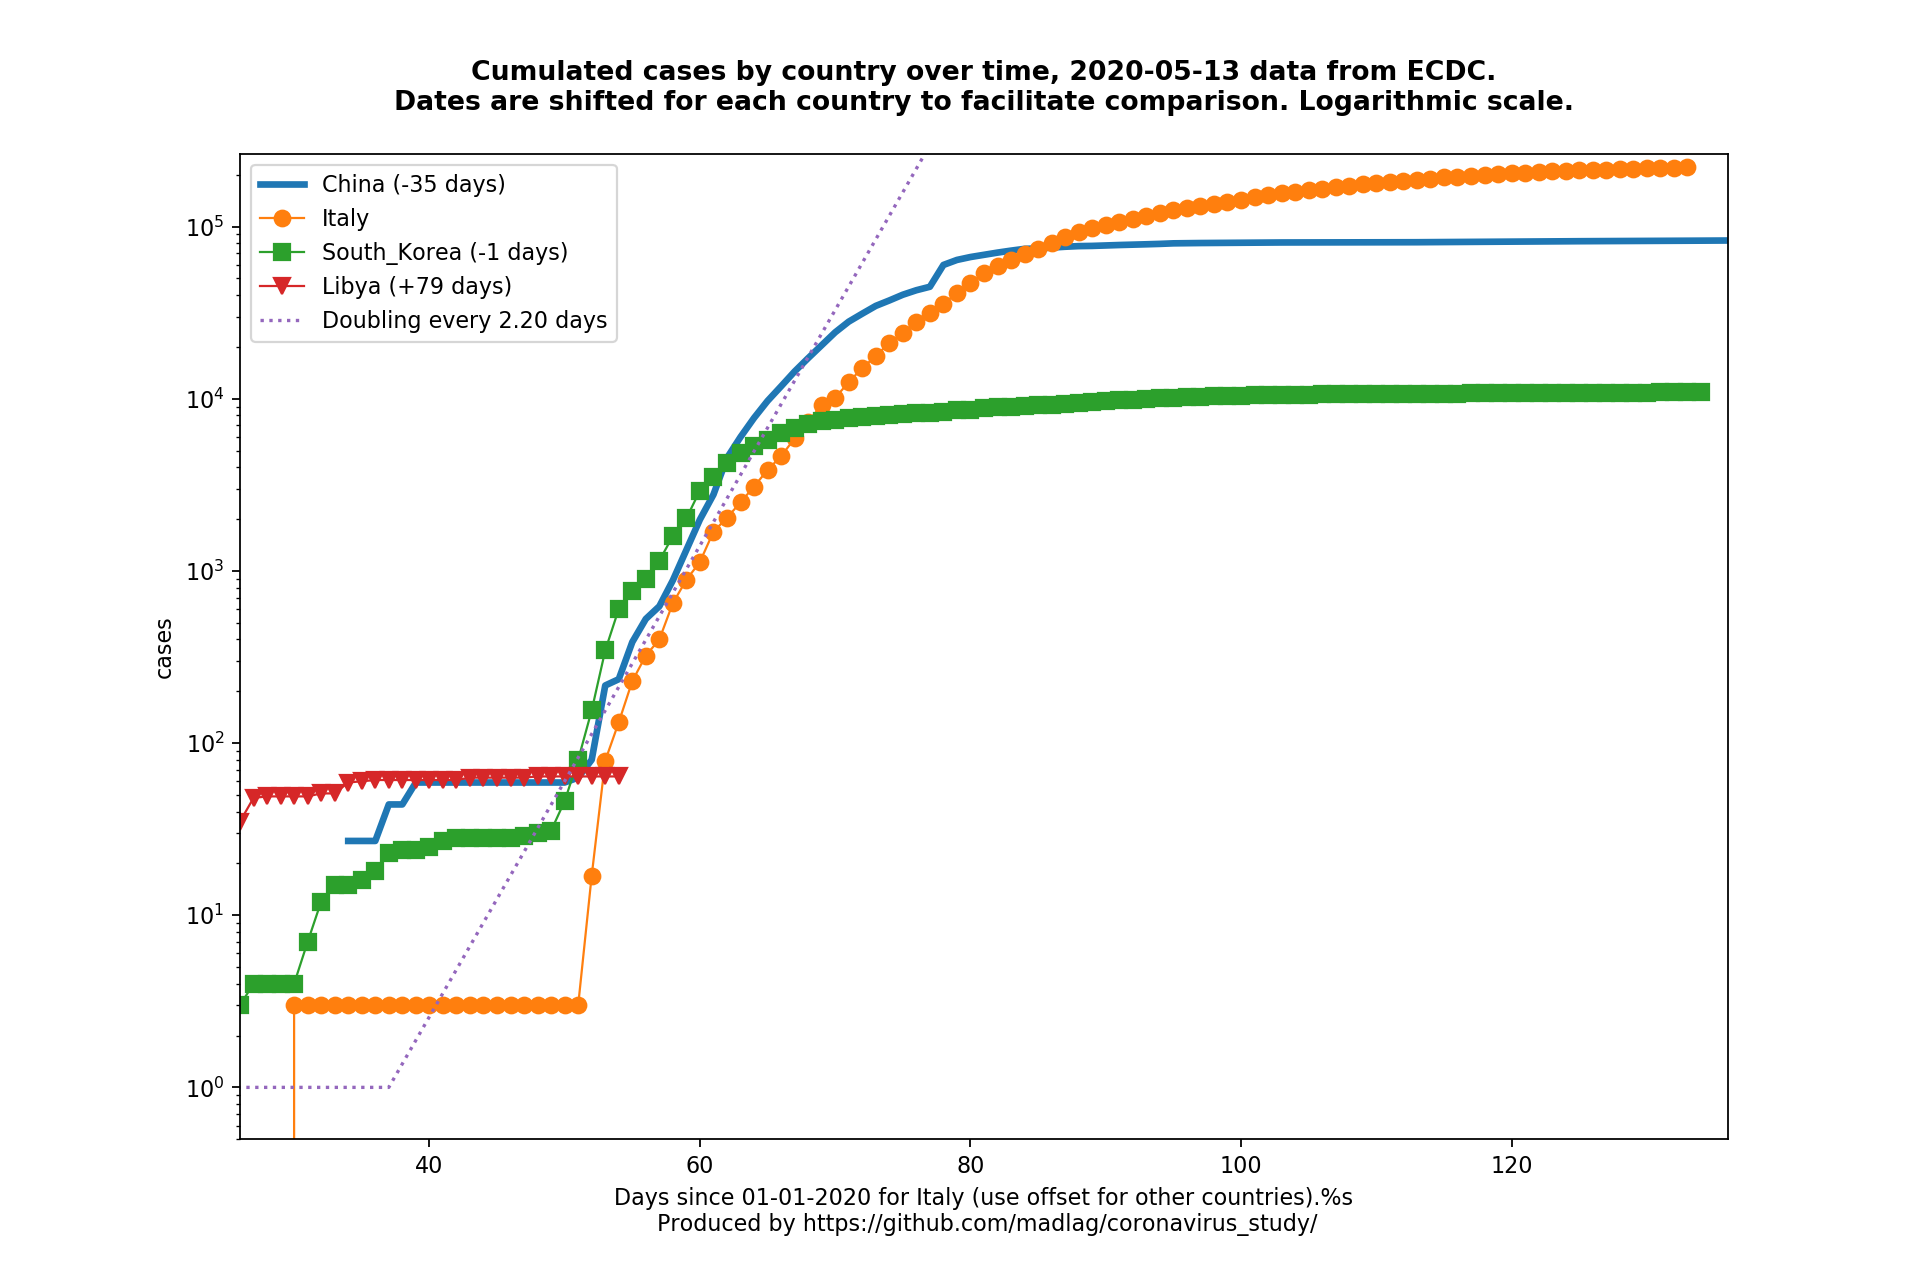 Cumulated cases by country over time, 2020-05-13 data from ECDC.
Dates are shifted for each country to facilitate comparison. Logarithmic scale.
China (-35 days)
Italy
South_Korea (-1 days)
Libya (+79 days)
Doubling every 2.20 days
10^5
10^4
10^3
10^2
10^1
10^0
cases
40 60 80 100 120
Days since 01-01-2020 for Italy (use offset for other countries).%s
Produced by https://github.com/madlag/coronavirus_study/